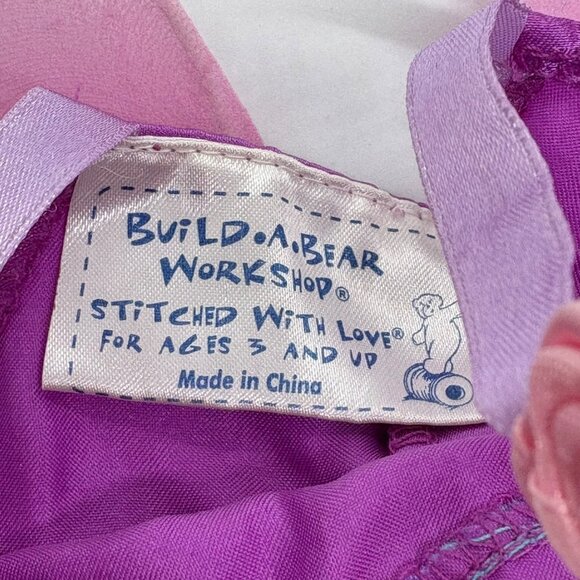 BUiLD.A.BEAR
WORKSHOP®
STiTCHED WiTH LOVE®
FOR AGES 3 AND UP
Made in China